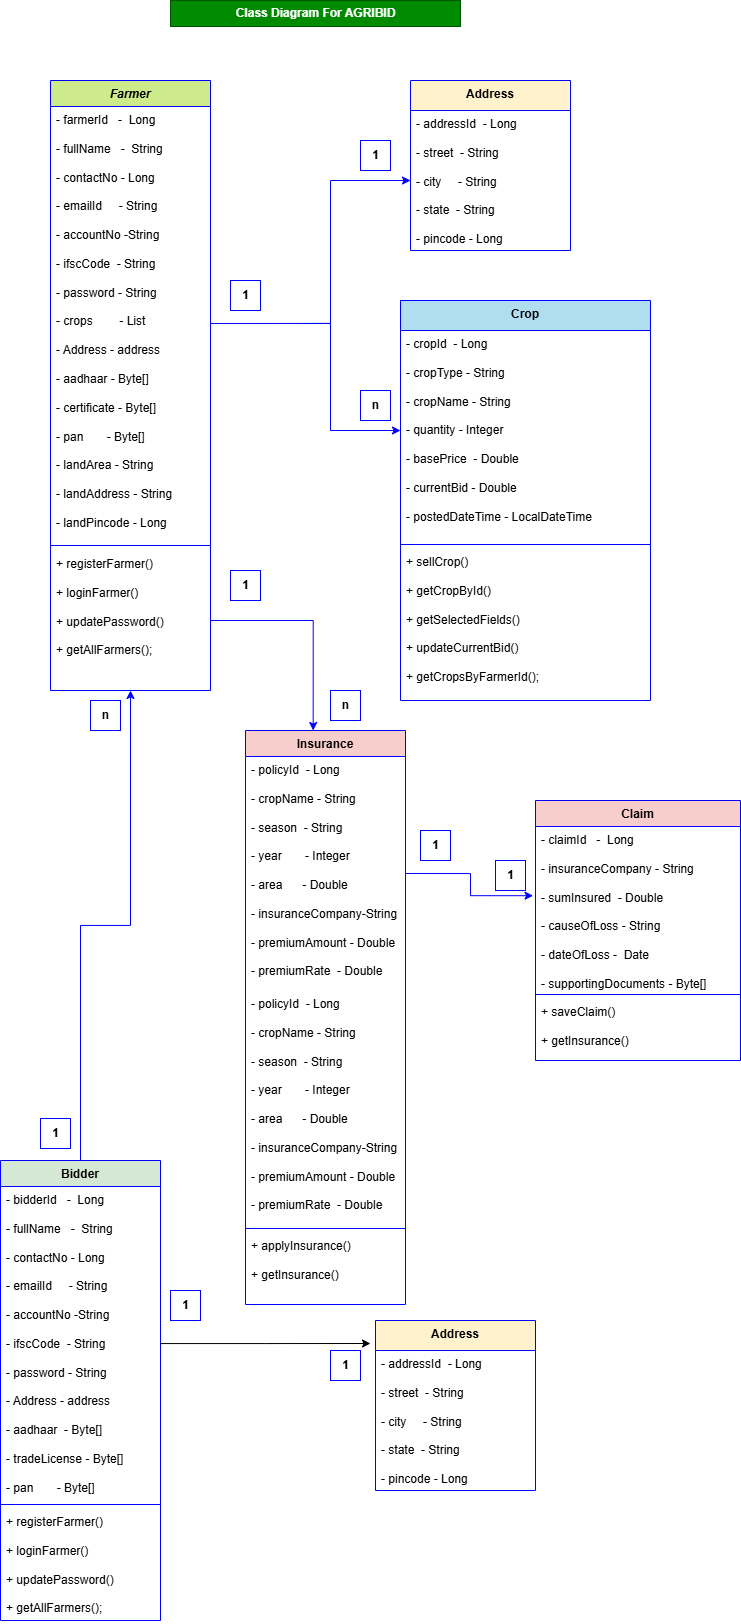 Class Diagram For AGRIBID
Farmer
- farmerId - Long
- fullName - String
- contactNo - Long
- emailId - String
- accountNo -String
- ifscCode - String
- password - String
- crops - List
- Address - address
- aadhaar - Byte[]
- certificate - Byte[]
- pan - Byte[]
- landArea - String
- landAddress - String
- landPincode - Long
+ registerFarmer()
+ loginFarmer()
+ updatePassword()
+ getAllFarmers();
1
1
n
Address
- addressId - Long
- street - String
- city - String
- state - String
- pincode - Long
Crop
- cropId - Long
- cropType - String
- cropName - String
- quantity - Integer
- basePrice - Double
- currentBid - Double
- postedDateTime - LocalDateTime
+ sellCrop()
+ getCropById()
+ getSelectedFields()
+ updateCurrentBid()
+ getCropsByFarmerId();
1
n
n
Insurance
- policyId - Long
- cropName - String
- season - String
- year - Integer
- area - Double
- insuranceCompany-String
- premiumAmount - Double
- premiumRate - Double
- policyId - Long
- cropName - String
- season - String
- year - Integer
- area - Double
- insuranceCompany-String
- premiumAmount - Double
- premiumRate - Double
+ applyInsurance()
+ getInsurance()
1
1
Claim
- claimId - Long
- insuranceCompany - String
- sumInsured - Double
- causeOfLoss - String
- dateOfLoss - Date
- supportingDocuments - Byte[]
+ saveClaim()
+ getInsurance()
1
Bidder
- bidderId - Long
- fullName - String
- contactNo - Long
- emailId - String
- accountNo -String
- ifscCode - String
- password - String
- Address - address
- aadhaar - Byte[]
- tradeLicense - Byte[]
- pan - Byte[]
+ registerFarmer()
+ loginFarmer()
+ updatePassword()
+ getAllFarmers();
1
1
Address
- addressId - Long
- street - String
- city - String
- state - String
- pincode - Long